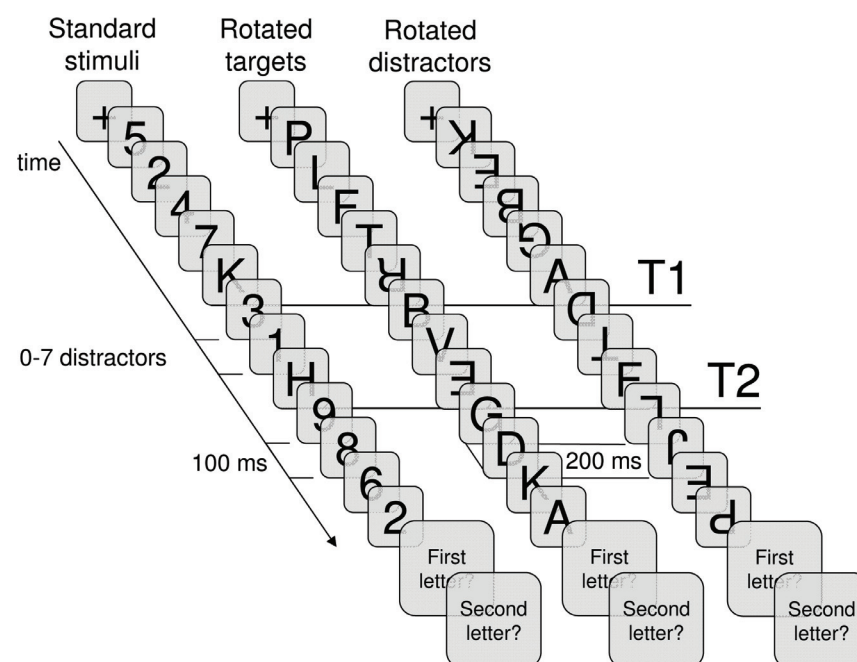 Standard
stimuli
Rotated
targets
Rotated
distractors
time
0-7 distractors
100 ms
200 ms
T1
T2
+
5
2
4
7
K
3
1
H
9
8
6
2
First
letter?
Second
letter?
+
P
L
F
T
R
B
V
E
G
D
K
A
First
letter?
Second
letter?
+
K
E
B
G
A
D
T
F
L
E
P
First
letter?
Second
letter?